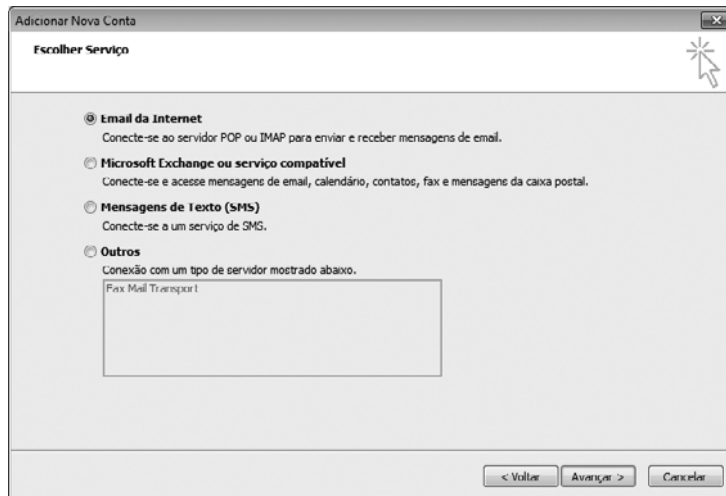 Adicionar Nova Conta
Escolher Serviço
Email da Internet
Conecte-se ao servidor POP ou IMAP para enviar e receber mensagens de email.
Microsoft Exchange ou serviço compatível
Conecte-se e acesse mensagens de email, calendário, contatos, fax e mensagens da caixa postal.
Mensagens de Texto (SMS)
Conecte-se a um serviço de SMS.
Outros
Conexão com um tipo de servidor mostrado abaixo.
Fax Mail Transport
< Voltar
Avançar >
Cancelar